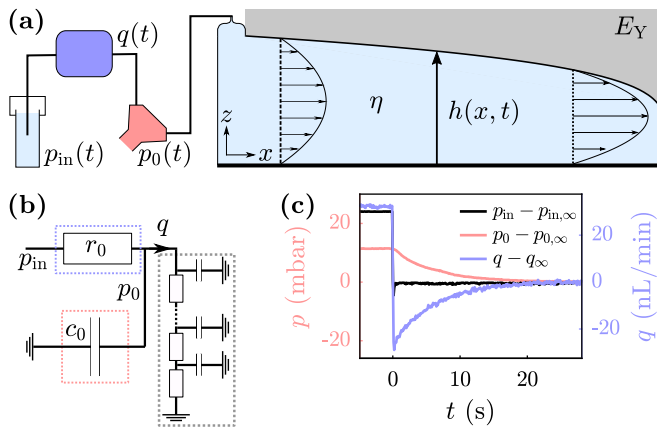 (a)
q(t)
E_Y
p_in(t)
p_0(t)
z
x
η
h(x, t)
(b)
q
p_in
r_0
p_0
c_0
(c)
p_in − p_in,∞
p_0 − p_0,∞
q − q_∞
20
0
-20
p (mbar)
20
0
-20
q (nL/min)
0
10
20
t (s)